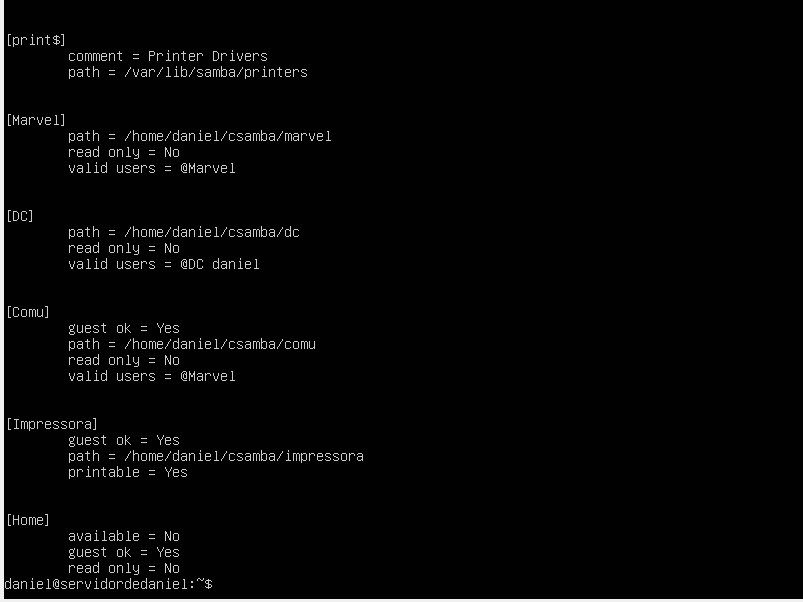 [print$]
comment = Printer Drivers
path = /var/lib/samba/printers
[Marvel]
path = /home/daniel/csamba/marvel
read only = No
valid users = @Marvel
[DC]
path = /home/daniel/csamba/dc
read only = No
valid users = @DC daniel
[Comu]
guest ok = Yes
path = /home/daniel/csamba/comu
read only = No
valid users = @Marvel
[Impressora]
guest ok = Yes
path = /home/daniel/csamba/impressora
printable = Yes
[Home]
available = No
guest ok = Yes
read only = No
daniel@servidordedaniel:~$